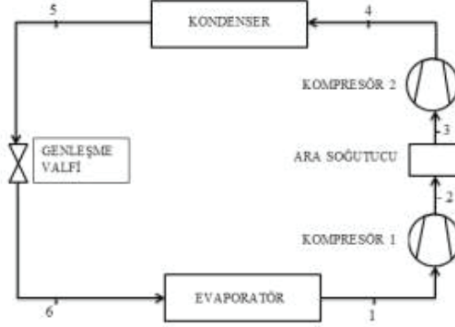 5
KONDENSER
4
KOMPRESÖR 2
3
GENLEŞME
VALFİ
ARA SOĞUTUCU
2
KOMPRESÖR 1
EVAPORATÖR
6
1